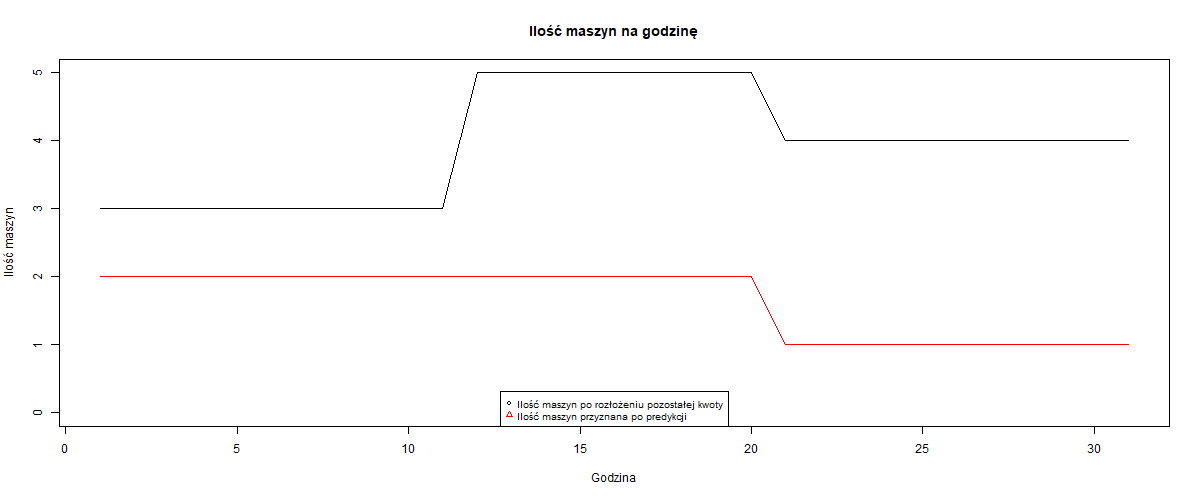 Ilość maszyn na godzinę
Ilość maszyn
5
4
3
2
1
0
Ilość maszyn po rozłożeniu pozostałej kwoty
Ilość maszyn przyznana po predykcji
0 5 10 15 20 25 30
Godzina